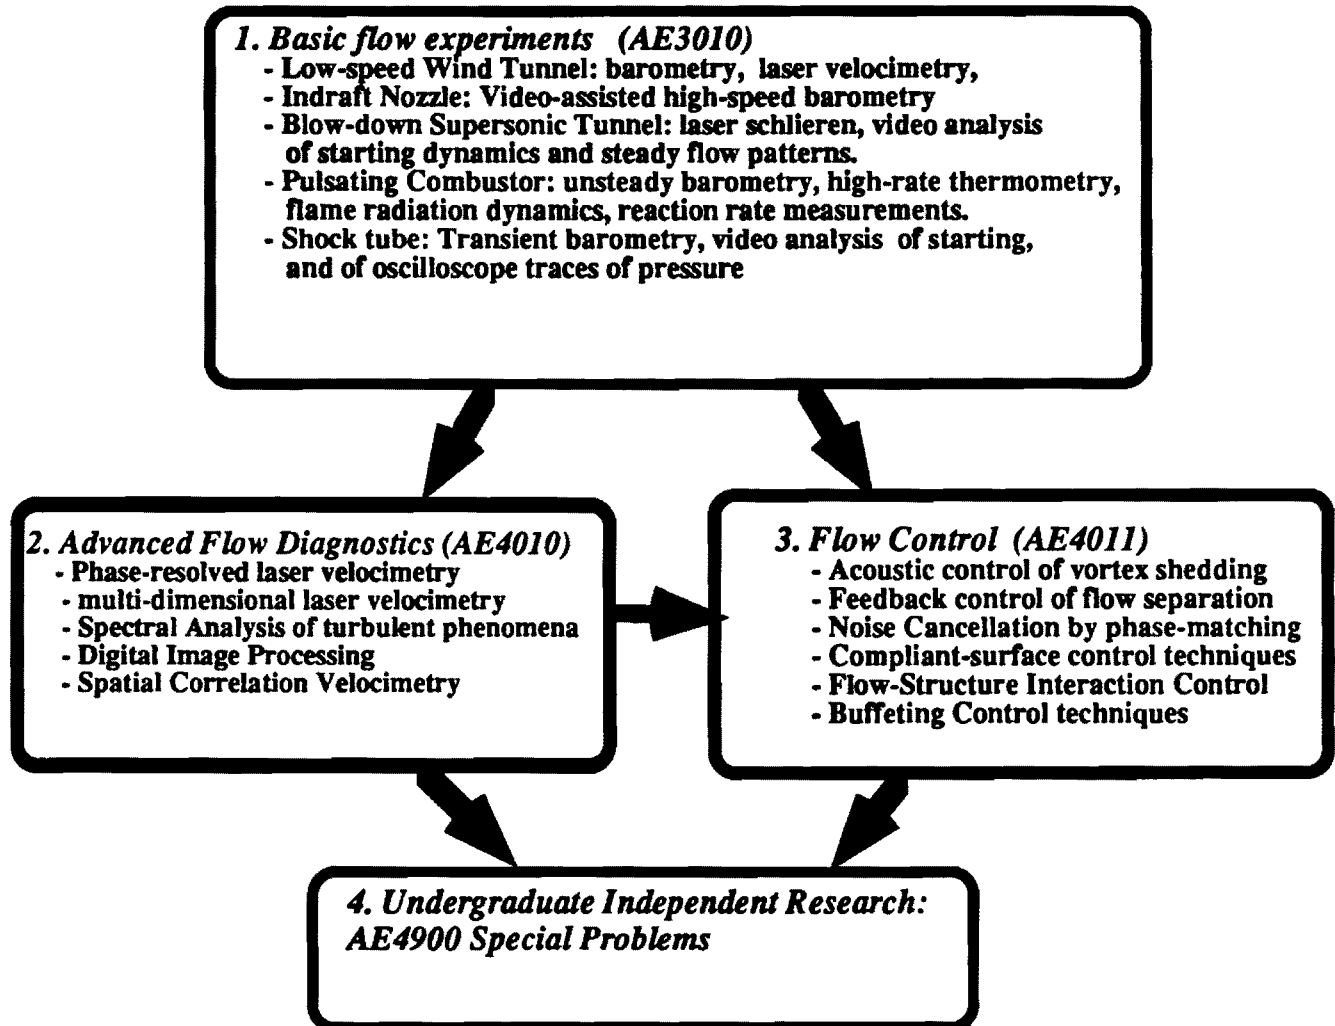 1. Basic flow experiments (AE3010)
- Low-speed Wind Tunnel: barometry, laser velocimetry,
- Indraft Nozzle: Video-assisted high-speed barometry
- Blow-down Supersonic Tunnel: laser schlieren, video analysis
of starting dynamics and steady flow patterns.
- Pulsating Combustor: unsteady barometry, high-rate thermometry,
flame radiation dynamics, reaction rate measurements.
- Shock tube: Transient barometry, video analysis of starting,
and of oscilloscope traces of pressure
2. Advanced Flow Diagnostics (AE4010)
- Phase-resolved laser velocimetry
- multi-dimensional laser velocimetry
- Spectral Analysis of turbulent phenomena
- Digital Image Processing
- Spatial Correlation Velocimetry
3. Flow Control (AE4011)
- Acoustic control of vortex shedding
- Feedback control of flow separation
- Noise Cancellation by phase-matching
- Compliant-surface control techniques
- Flow-Structure Interaction Control
- Buffeting Control techniques
4. Undergraduate Independent Research:
AE4900 Special Problems